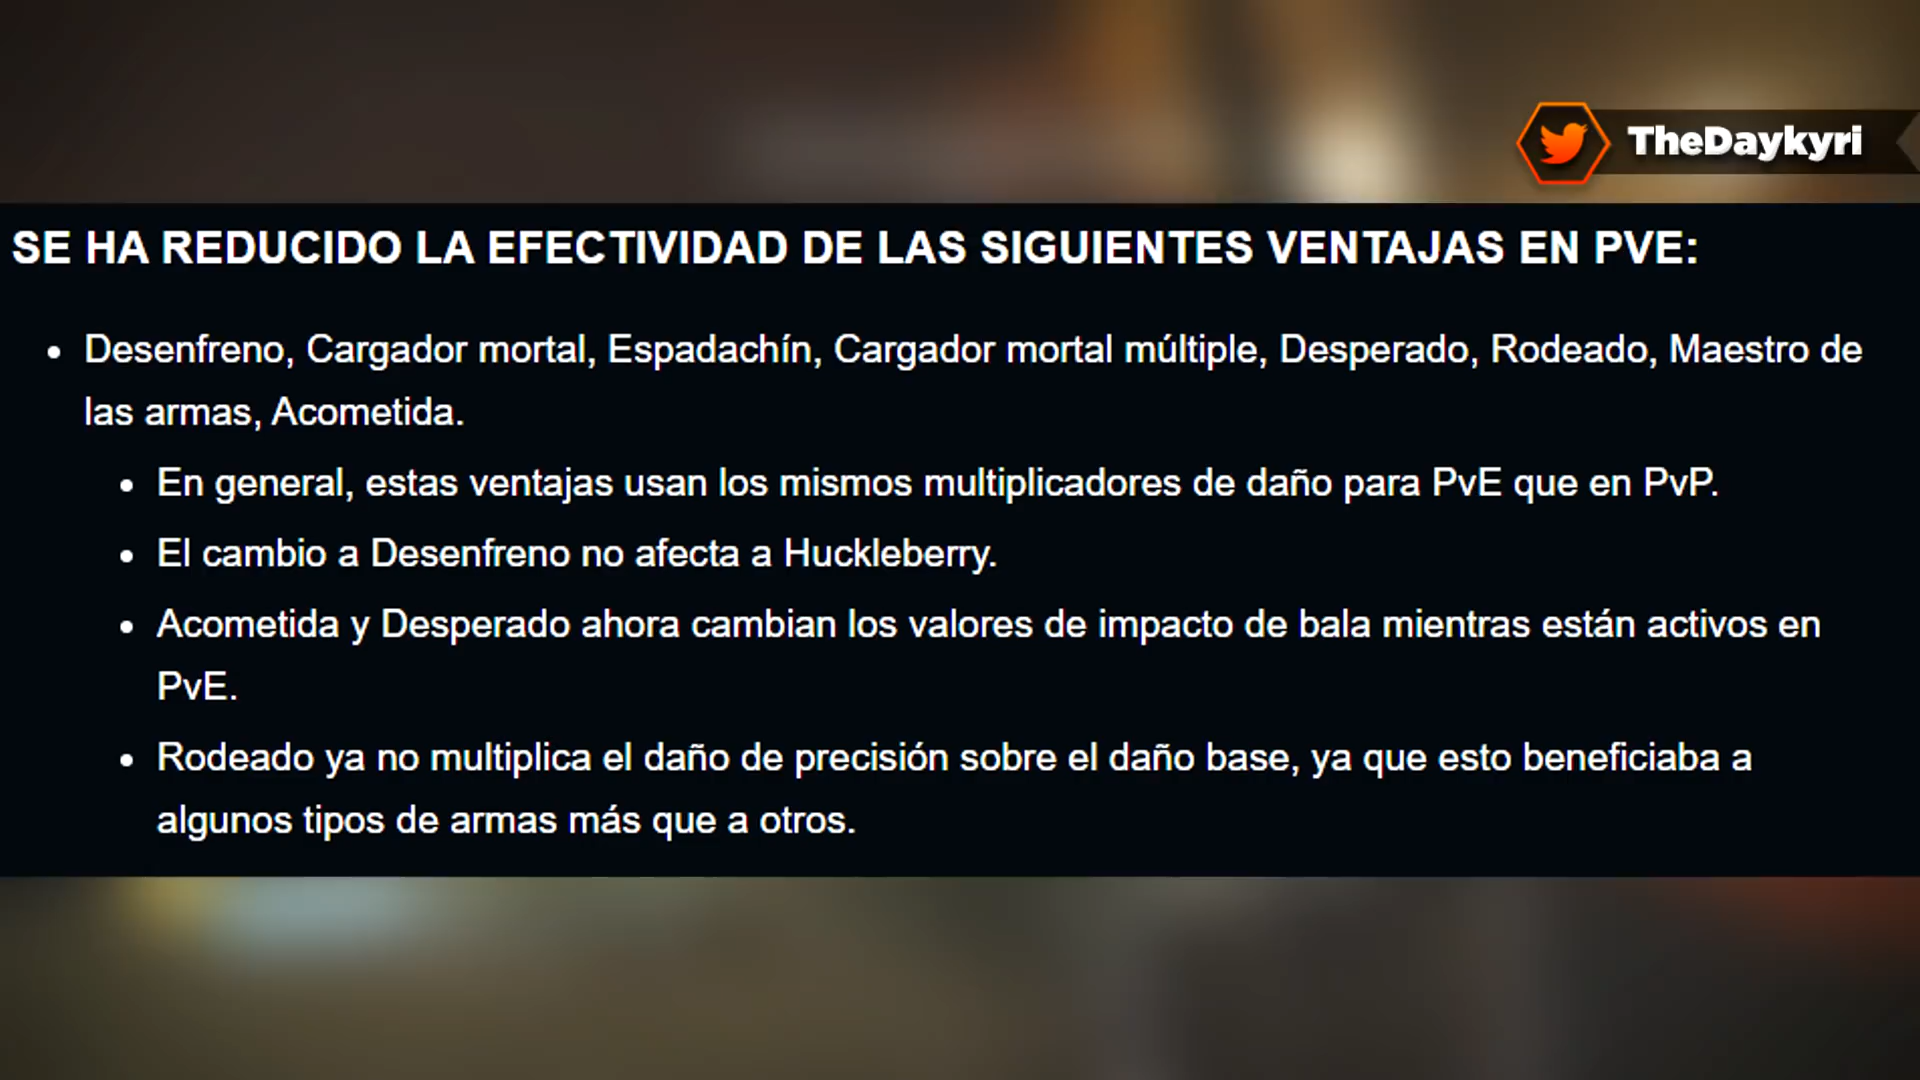 TheDaykyri
SE HA REDUCIDO LA EFECTIVIDAD DE LAS SIGUIENTES VENTAJAS EN PVE:
• Desenfreno, Cargador mortal, Espadachín, Cargador mortal múltiple, Desperado, Rodeado, Maestro de
las armas, Acometida.
• En general, estas ventajas usan los mismos multiplicadores de daño para PvE que en PvP.
• El cambio a Desenfreno no afecta a Huckleberry.
• Acometida y Desperado ahora cambian los valores de impacto de bala mientras están activos en
PvE.
• Rodeado ya no multiplica el daño de precisión sobre el daño base, ya que esto beneficiaba a
algunos tipos de armas más que a otros.